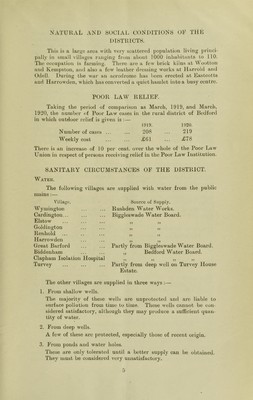 NATURAL AND SOCIAL CONDITIONS OF THE
DISTRICTS.
This is a large area with very scattered population living princi-
pally in small villages ranging from about 1000 inhabitants to 110.
The occupation is farming. There are a few brick kilns at Wootton
and Kempston, and also a few leather dressing works at Harrold and
Odell. During the war an aerodrome has been erected at Eastcotts
and Harrowden, which has converted a quiet hamlet into a busy centre.
POOR LAW RELIEF.
Taking the period of comparison as March, 1919, and March,
1920, the number of Poor Law cases in the rural district of Bedford
in which outdoor relief is given is:—
1919 1920
Number of cases ... ... 208 219
Weekly cost ... £61 £78
There is an increase of 10 per cent. over the whole of the Poor Law
Union in respect of persons receiving relief in the Poor Law Institution.
SANITARY CIRCUMSTANCES OF THE DISTRICT.
WATER.
The following villages are supplied with water from the public
mains:—
Village. Source of Supply.
Wymington ... ... Rushden Water Works.
Cardington... ... ... Biggleswade Water Board.
Elstow ... ... ... „ „
Goldington ... ... „ „
Renhold ... ... ... „ „
Harrowden ... ... „ „
Great Barford ... ... Partly from Biggleswade Water Board.
Biddenham ... ... „ Bedford Water Board.
Clapham Isolation Hospital „ „ „
Turvey ... ... ... Partly from deep well on Turvey House
Estate.
The other villages are supplied in three ways:—
1. From shallow wells.
The majority of these wells are unprotected and are liable to
surface pollution from time to time. These wells cannot be con-
sidered satisfactory, although they may produce a sufficient quan-
tity of water.
2. From deep wells.
A few of these are protected, especially those of recent origin.
3. From ponds and water holes.
These are only tolerated until a better supply can be obtained.
They must be considered very unsatisfactory.
5